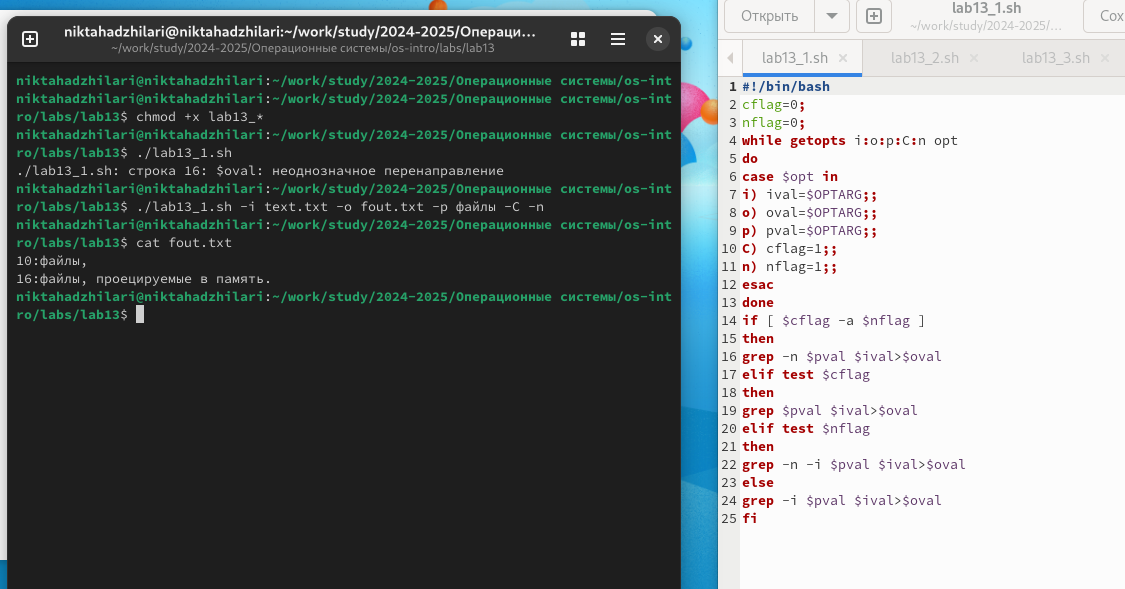 niktahadzhilari@niktahadzhilari:~/work/study/2024-2025/Операци...
~/work/study/2024-2025/Операционные системы/os-intro/labs/lab13
niktahadzhilari@niktahadzhilari:~/work/study/2024-2025/Операционные системы/os-int
niktahadzhilari@niktahadzhilari:~/work/study/2024-2025/Операционные системы/os-int
ro/labs/lab13$ chmod +x lab13_*
niktahadzhilari@niktahadzhilari:~/work/study/2024-2025/Операционные системы/os-int
ro/labs/lab13$ ./lab13_1.sh
./lab13_1.sh: строка 16: $oval: неоднозначное перенаправление
niktahadzhilari@niktahadzhilari:~/work/study/2024-2025/Операционные системы/os-int
ro/labs/lab13$ ./lab13_1.sh -i text.txt -o fout.txt -p файлы -C -n
niktahadzhilari@niktahadzhilari:~/work/study/2024-2025/Операционные системы/os-int
ro/labs/lab13$ cat fout.txt
10:файлы,
16:файлы, проецируемые в память.
niktahadzhilari@niktahadzhilari:~/work/study/2024-2025/Операционные системы/os-int
ro/labs/lab13$
Открыть
lab13_1.sh
~/work/study/2024-2025/...
Сох
lab13_1.sh
lab13_2.sh
lab13_3.sh
1 #!/bin/bash
2 cflag=0;
3 nflag=0;
4 while getopts i:o:p:C:n opt
5 do
6 case $opt in
7 i) ival=$OPTARG;;
8 o) oval=$OPTARG;;
9 p) pval=$OPTARG;;
10 C) cflag=1;;
11 n) nflag=1;;
12 esac
13 done
14 if [ $cflag -a $nflag ]
15 then
16 grep -n $pval $ival>$oval
17 elif test $cflag
18 then
19 grep $pval $ival>$oval
20 elif test $nflag
21 then
22 grep -n -i $pval $ival>$oval
23 else
24 grep -i $pval $ival>$oval
25 fi